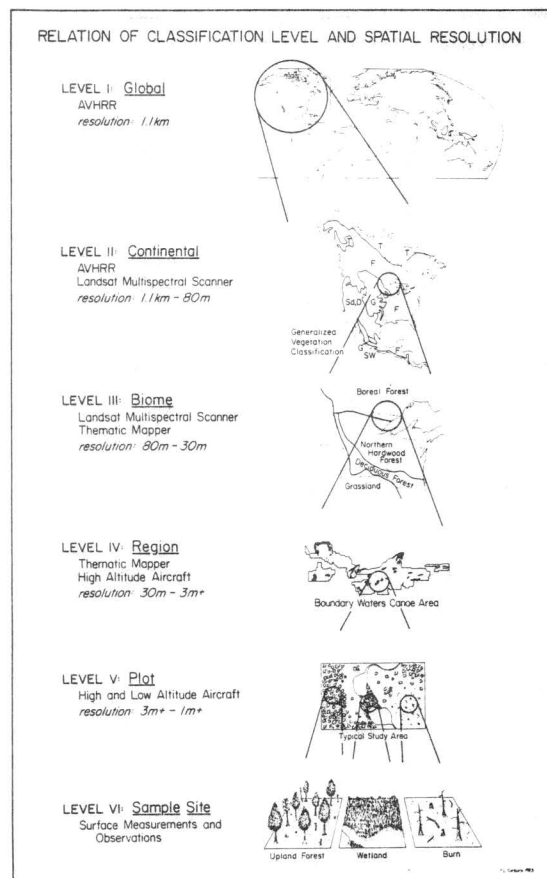 RELATION OF CLASSIFICATION LEVEL AND SPATIAL RESOLUTION
LEVEL I: Global
AVHRR
resolution: 1.1km
LEVEL II: Continental
AVHRR
Landsat Multispectral Scanner
resolution: 1.1km - 80m
T
T
F
Sd,D
G
F
G
SW
F
Generalized
Vegetation
Classification
LEVEL III: Biome
Landsat Multispectral Scanner
Thematic Mapper
resolution: 80m - 30m
Boreal Forest
Northern
Hardwood
Forest
Deciduous Forest
Grassland
LEVEL IV: Region
Thematic Mapper
High Altitude Aircraft
resolution: 30m - 3m+
Boundary Waters Canoe Area
LEVEL V: Plot
High and Low Altitude Aircraft
resolution: 3m+ - 1m+
Typical Study Area
LEVEL VI: Sample Site
Surface Measurements and
Observations
Upland Forest
Wetland
Burn